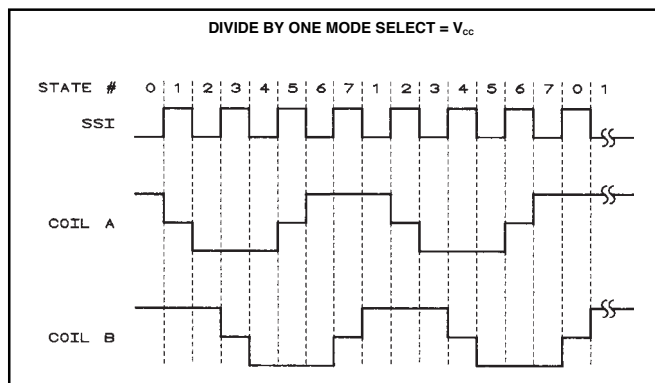 DIVIDE BY ONE MODE SELECT = Vcc
STATE # 0 1 2 3 4 5 6 7 1 2 3 4 5 6 7 0 1
SSI
COIL A
COIL B